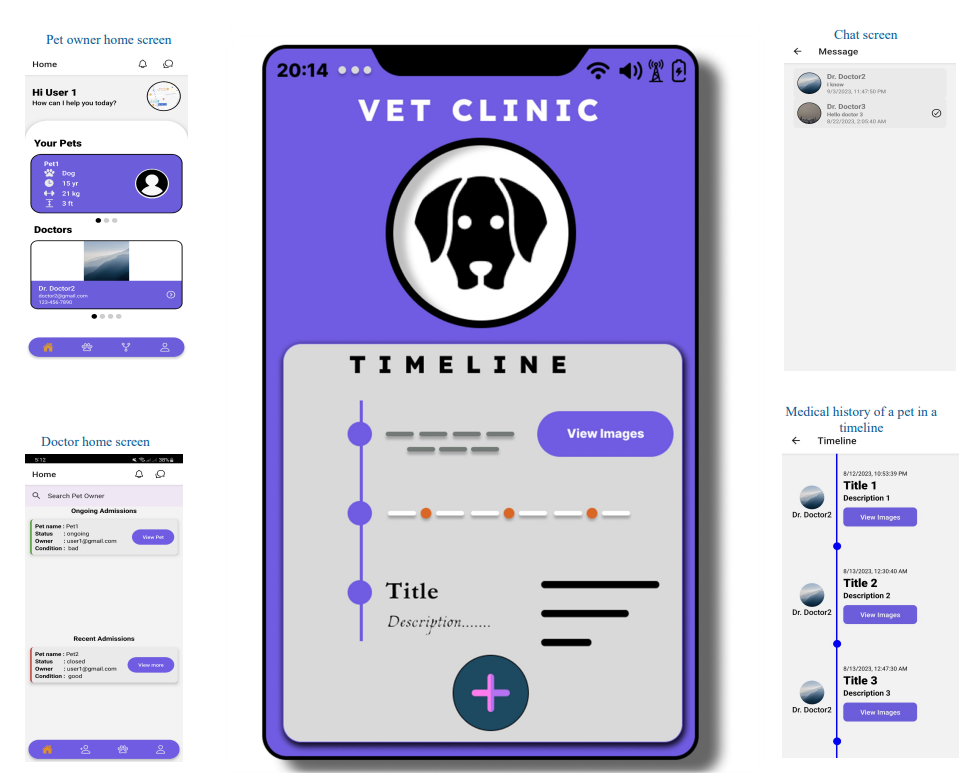 Pet owner home screen
Home
Hi User 1
How can I help you today?
Your Pets
Pet1
Dog
15 yr
21 kg
3 ft
Doctors
Dr. Doctor2
doctor2@gmail.com
123-456-7890
Doctor home screen
5:12
38%
Home
Search Pet Owner
Ongoing Admissions
Pet name : Pet1
Status : ongoing
Owner : user1@gmail.com
Condition : bad
View Pet
Recent Admissions
Pet name : Pet2
Status : closed
Owner : user1@gmail.com
Condition : good
View more
20:14
VET CLINIC
TIMELINE
View Images
Title
Description.......
Chat screen
Message
Dr. Doctor2
I knew
9/3/2023, 11:47:50 PM
Dr. Doctor3
Hello doctor 3
8/22/2023, 2:05:40 AM
Medical history of a pet in a
timeline
Timeline
8/12/2023, 10:53:39 PM
Title 1
Description 1
Dr. Doctor2
View Images
8/13/2023, 12:30:40 AM
Title 2
Description 2
Dr. Doctor2
View Images
8/13/2023, 12:47:30 AM
Title 3
Description 3
Dr. Doctor2
View Images